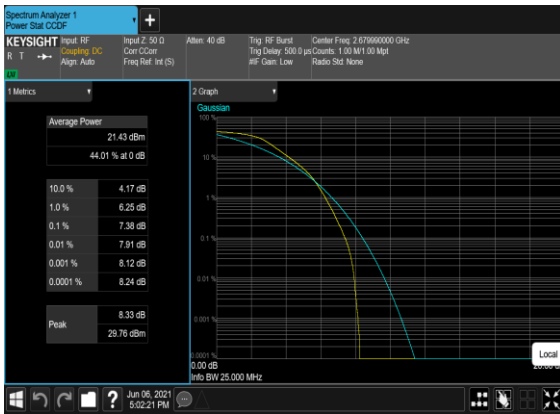 Spectrum Analyzer 1
Power Stat CCDF
KEYSIGHT
R T
Input: RF
Coupling: DC
Align: Auto
Input Z: 50 Ω
Corr CCorr
Freq Ref: Int (S)
Atten: 40 dB
Trig: RF Burst
Trig Delay: 500.0 µs
#IF Gain: Low
Center Freq: 2.679990000 GHz
Counts: 1.00 M/1.00 Mpt
Radio Std: None
1 Metrics
Average Power
21.43 dBm
44.01 % at 0 dB
10.0 % 4.17 dB
1.0 % 6.25 dB
0.1 % 7.38 dB
0.01 % 7.91 dB
0.001 % 8.12 dB
0.0001 % 8.24 dB
Peak
8.33 dB
29.76 dBm
2 Graph
Gaussian
100 %
10 %
1 %
0.1 %
0.01 %
0.001 %
0.0001 %
0.00 dB
Info BW 25.000 MHz
Local
Jun 06, 2021
5:02:21 PM